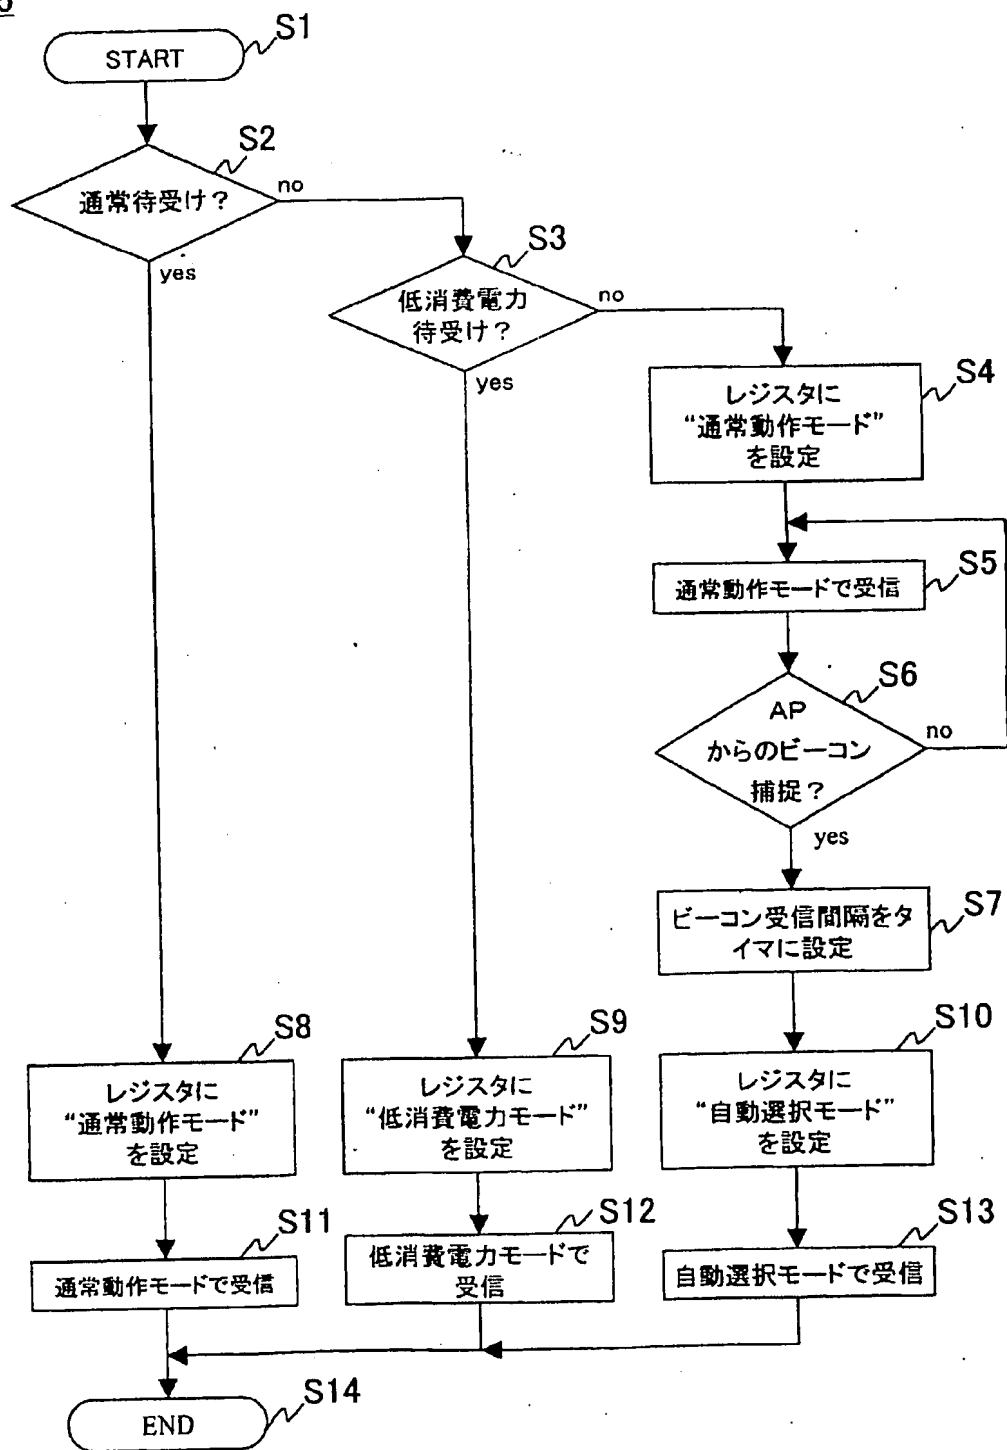 S1
START
S2
通常待受け？
no
yes
S3
低消費電力
待受け？
no
yes
S4
レジスタに
“通常動作モード”
を設定
S5
通常動作モードで受信
S6
AP
からのビーコン
捕捉？
no
yes
S7
ビーコン受信間隔をタ
イマに設定
S8
レジスタに
“通常動作モード”
を設定
S9
レジスタに
“低消費電力モード”
を設定
S10
レジスタに
“自動選択モード”
を設定
S11
通常動作モードで受信
S12
低消費電力モードで
受信
S13
自動選択モードで受信
S14
END